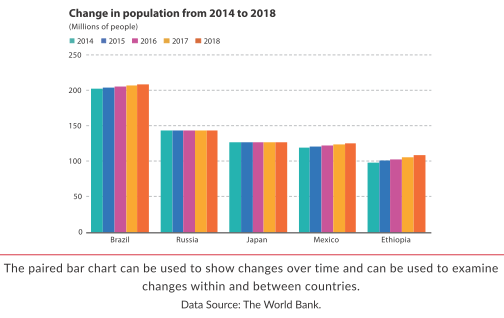 Change in population from 2014 to 2018
(Millions of people)
2014 2015 2016 2017 2018
250
200
150
100
50
0
Brazil Russia Japan Mexico Ethiopia
The paired bar chart can be used to show changes over time and can be used to examine
changes within and between countries.
Data Source: The World Bank.